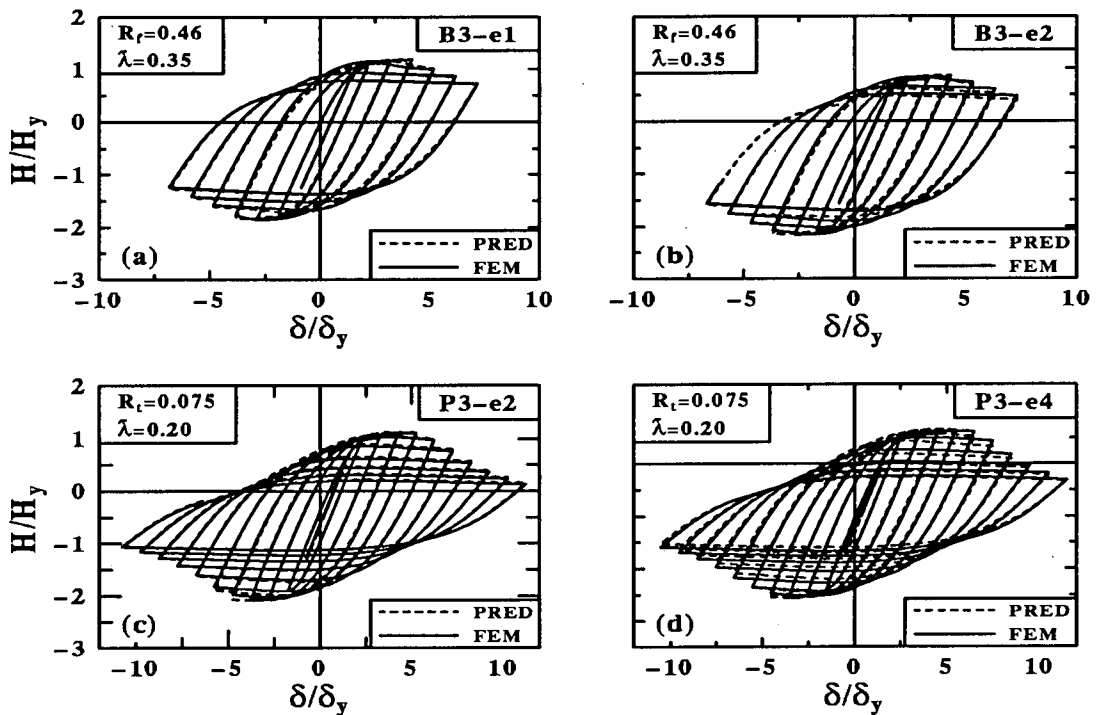 R_f=0.46
λ̄=0.35
B3-e1
R_f=0.46
λ̄=0.35
B3-e2
2
1
0
-1
-2
-3
H/H_y
(a)
PRED
FEM
-10
-5
0
5
10
δ/δ_y
(b)
PRED
FEM
-10
-5
0
5
10
δ/δ_y
R_t=0.075
λ̄=0.20
P3-e2
R_t=0.075
λ̄=0.20
P3-e4
2
1
0
-1
-2
-3
H/H_y
(c)
PRED
FEM
-10
-5
0
5
10
δ/δ_y
(d)
PRED
FEM
-10
-5
0
5
10
δ/δ_y